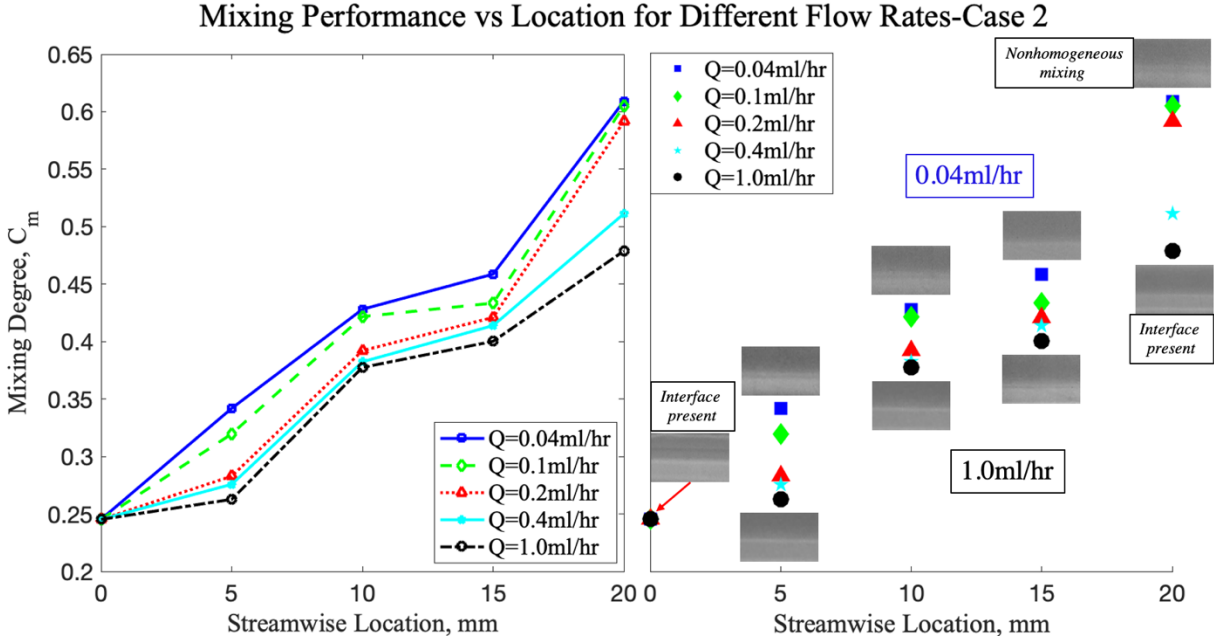 Mixing Performance vs Location for Different Flow Rates-Case 2
Mixing Degree, C_m
0.65
0.6
0.55
0.5
0.45
0.4
0.35
0.3
0.25
0.2
0
5
10
15
20
Streamwise Location, mm
Q=0.04ml/hr
Q=0.1ml/hr
Q=0.2ml/hr
Q=0.4ml/hr
Q=1.0ml/hr
Q=0.04ml/hr
Q=0.1ml/hr
Q=0.2ml/hr
Q=0.4ml/hr
Q=1.0ml/hr
Nonhomogeneous
mixing
0.04ml/hr
Interface
present
Interface
present
1.0ml/hr
0
5
10
15
20
Streamwise Location, mm